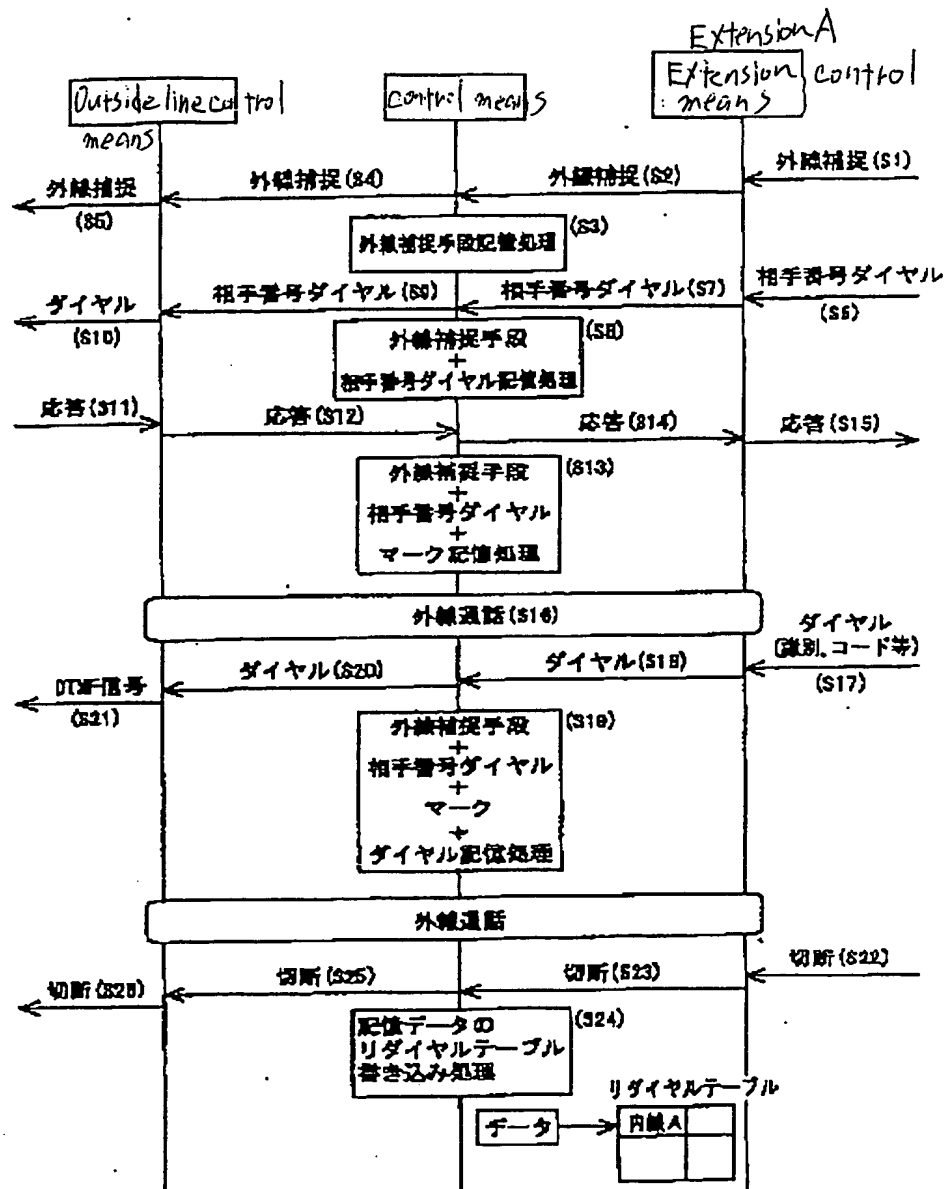 Extension A
Outside line control
means
control means
Extension control
means
外線捕捉(S1)
外線捕捉(S2)
外線捕捉(S4)
外線捕捉
(S5)
外線捕捉手段記憶処理
(S3)
相手番号ダイヤル
(S6)
相手番号ダイヤル(S7)
相手番号ダイヤル(S9)
ダイヤル
(S10)
外線捕捉手段
+
相手番号ダイヤル記憶処理
(S8)
応答(S11)
応答(S12)
応答(S14)
応答(S15)
外線捕捉手段
+
相手番号ダイヤル
+
マーク記憶処理
(S13)
外線通話(S16)
ダイヤル
(識別、コード等)
(S17)
ダイヤル(S18)
ダイヤル(S20)
DTMF信号
(S21)
外線捕捉手段
+
相手番号ダイヤル
+
マーク
+
ダイヤル記憶処理
(S19)
外線通話
切断(S22)
切断(S23)
切断(S25)
切断(S26)
記憶データの
リダイヤルテーブル
書き込み処理
(S24)
リダイヤルテーブル
データ
内線A